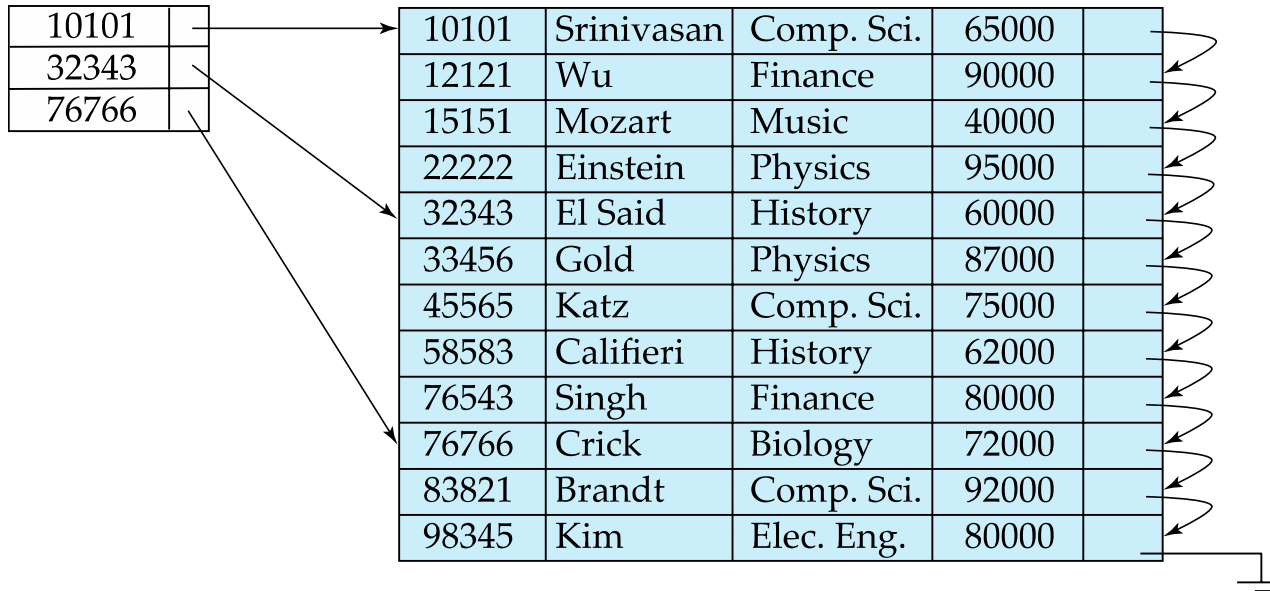 10101
32343
76766
10101 Srinivasan Comp. Sci. 65000
12121 Wu Finance 90000
15151 Mozart Music 40000
22222 Einstein Physics 95000
32343 El Said History 60000
33456 Gold Physics 87000
45565 Katz Comp. Sci. 75000
58583 Califieri History 62000
76543 Singh Finance 80000
76766 Crick Biology 72000
83821 Brandt Comp. Sci. 92000
98345 Kim Elec. Eng. 80000